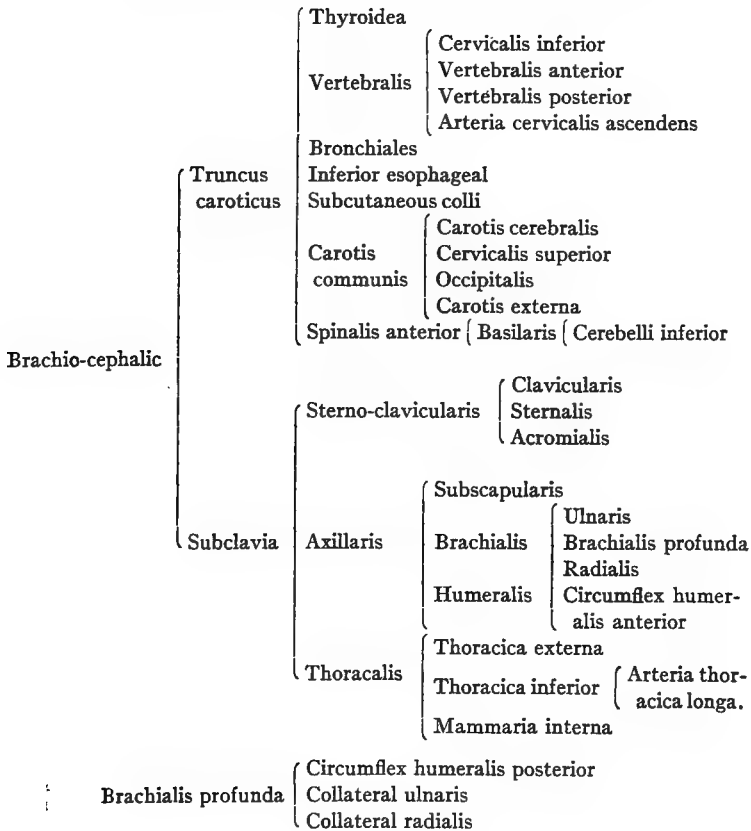 Thyroidea
Cervicalis inferior
Vertebralis anterior
Vertebralis
Vertebralis posterior
Arteria cervicalis ascendens
Bronchiales
Truncus
Inferior esophageal
caroticus
Subcutaneous colli
Carotis cerebralis
Carotis
Cervicalis superior
communis
Occipitalis
Carotis externa
Spinalis anterior
Basilaris
Cerebelli inferior
Brachio-cephalic
Clavicularis
Sterno-clavicularis
Sternalis
Acromialis
Subscapularis
Ulnaris
Subclavia
Axillaris
Brachialis
Brachialis profunda
Radialis
Humeralis
Circumflex humer-
alis anterior
Thoracica externa
Thoracalis
Thoracica inferior
Arteria thor-
acica longa.
Mammaria interna
Circumflex humeralis posterior
Brachialis profunda
Collateral ulnaris
Collateral radialis